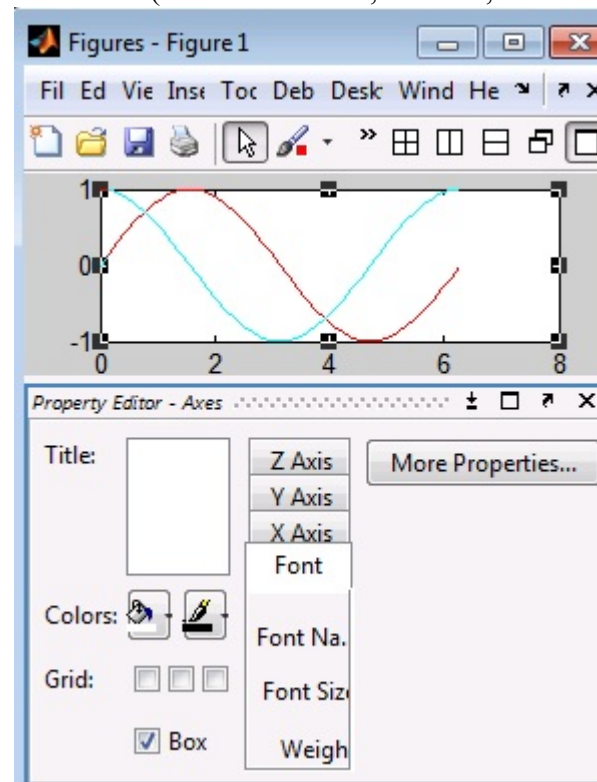 Figures - Figure 1
Fil Ed Vie Inse Toc Deb Desk Wind He
1
0
-1
0 2 4 6 8
Property Editor - Axes
Title:
Z Axis
More Properties...
Y Axis
X Axis
Font
Colors:
Font Na.
Grid:
Font Size
Box
Weigh